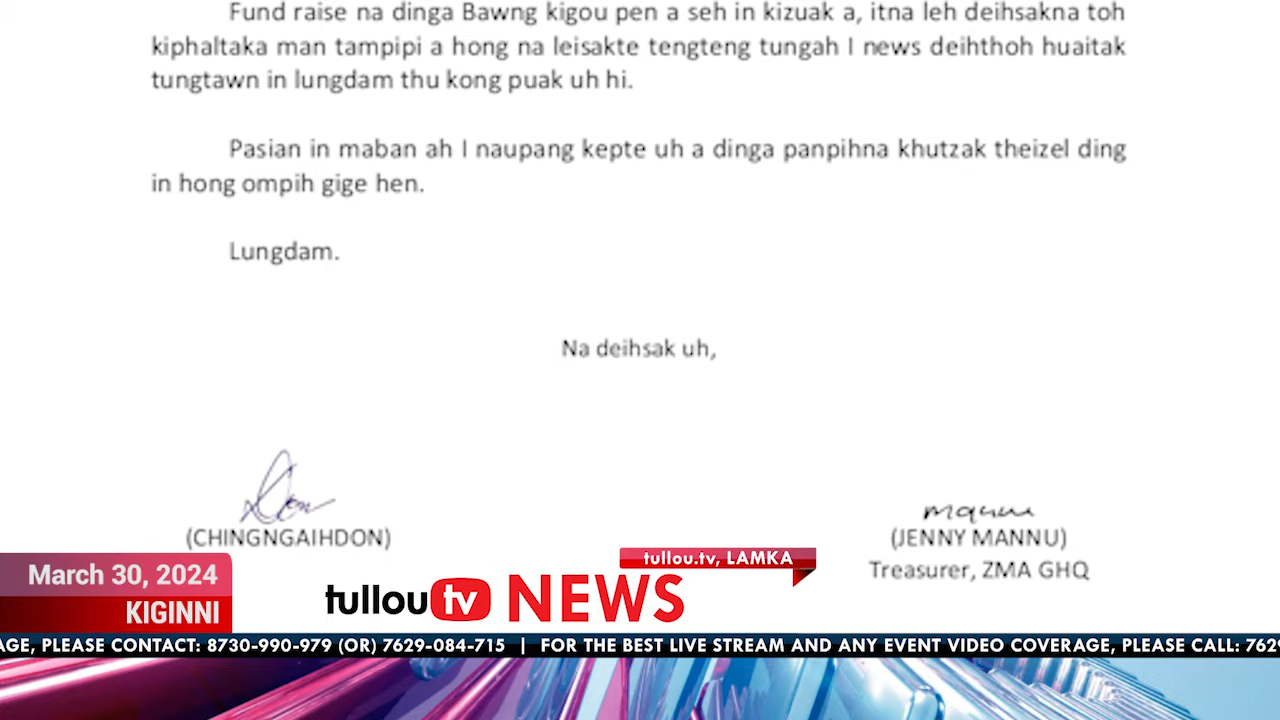 Fund raise na dinga Bawng kigou pen a seh in kizuak a, itna leh deihsakna toh
kiphaltaka man tampipi a hong na leisakte tengteng tungah I news deihthoh huaitak
tungtawn in lungdam thu kong puak uh hi.
Pasian in maban ah I naupang kepte uh a dinga panpihna khutzak theizel ding
in hong ompih gige hen.
Lungdam.
Na deihsak uh,
(CHINGNGAIHDON)
mannu
(JENNY MANNU)
Treasurer, ZMA GHQ
March 30, 2024
KIGINNI
tullou.tv, LAMKA
tullou tv NEWS
AGE, PLEASE CONTACT: 8730-990-979 (OR) 7629-084-715 | FOR THE BEST LIVE STREAM AND ANY EVENT VIDEO COVERAGE, PLEASE CALL: 762